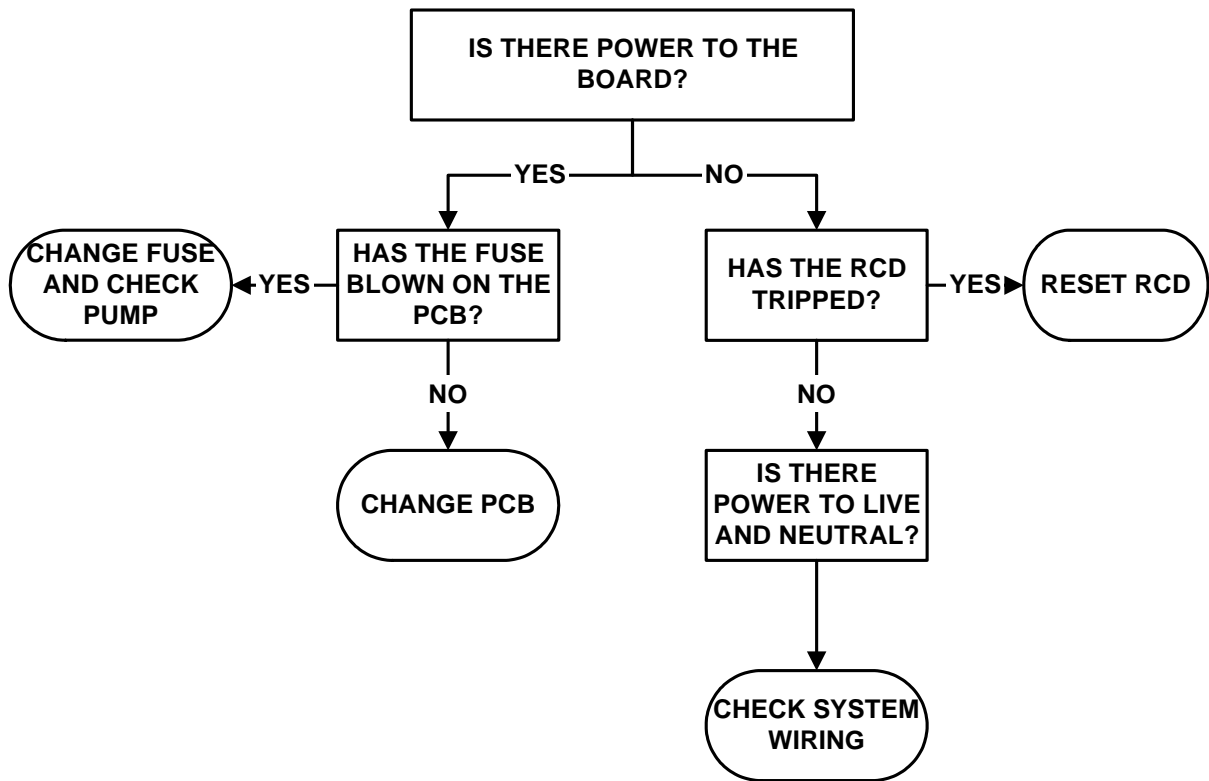 IS THERE POWER TO THE
BOARD?
YES
NO
CHANGE FUSE
AND CHECK
PUMP
YES
HAS THE FUSE
BLOWN ON THE
PCB?
HAS THE RCD
TRIPPED?
YES
RESET RCD
NO
NO
CHANGE PCB
IS THERE
POWER TO LIVE
AND NEUTRAL?
CHECK SYSTEM
WIRING